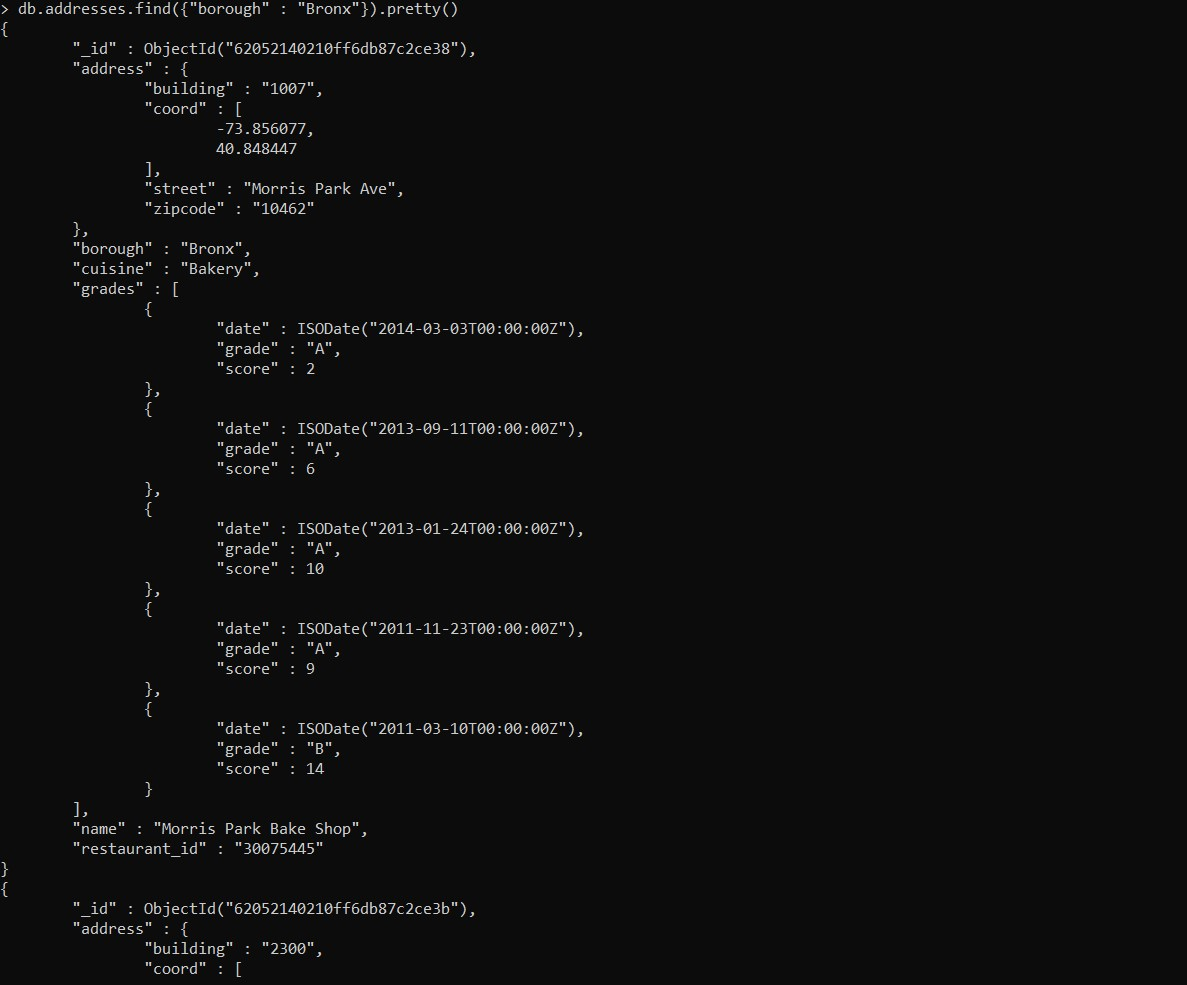 > db.addresses.find({"borough" : "Bronx"}).pretty()
{
        "_id" : ObjectId("62052140210ff6db87c2ce38"),
        "address" : {
                "building" : "1007",
                "coord" : [
                        -73.856077,
                        40.848447
                ],
                "street" : "Morris Park Ave",
                "zipcode" : "10462"
        },
        "borough" : "Bronx",
        "cuisine" : "Bakery",
        "grades" : [
                {
                        "date" : ISODate("2014-03-03T00:00:00Z"),
                        "grade" : "A",
                        "score" : 2
                },
                {
                        "date" : ISODate("2013-09-11T00:00:00Z"),
                        "grade" : "A",
                        "score" : 6
                },
                {
                        "date" : ISODate("2013-01-24T00:00:00Z"),
                        "grade" : "A",
                        "score" : 10
                },
                {
                        "date" : ISODate("2011-11-23T00:00:00Z"),
                        "grade" : "A",
                        "score" : 9
                },
                {
                        "date" : ISODate("2011-03-10T00:00:00Z"),
                        "grade" : "B",
                        "score" : 14
                }
        ],
        "name" : "Morris Park Bake Shop",
        "restaurant_id" : "30075445"
}
{
        "_id" : ObjectId("62052140210ff6db87c2ce3b"),
        "address" : {
                "building" : "2300",
                "coord" : [